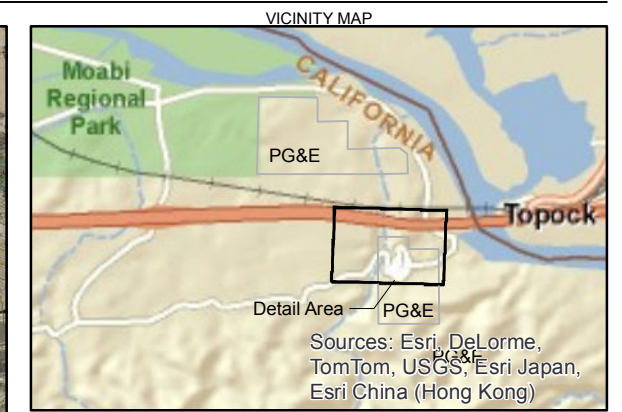 VICINITY MAP
Moabi
Regional
Park
CALIFORNIA
PG&E
Topock
Detail Area
PG&E
PG&E
Sources: Esri, DeLorme,
TomTom, USGS, Esri Japan,
Esri China (Hong Kong)